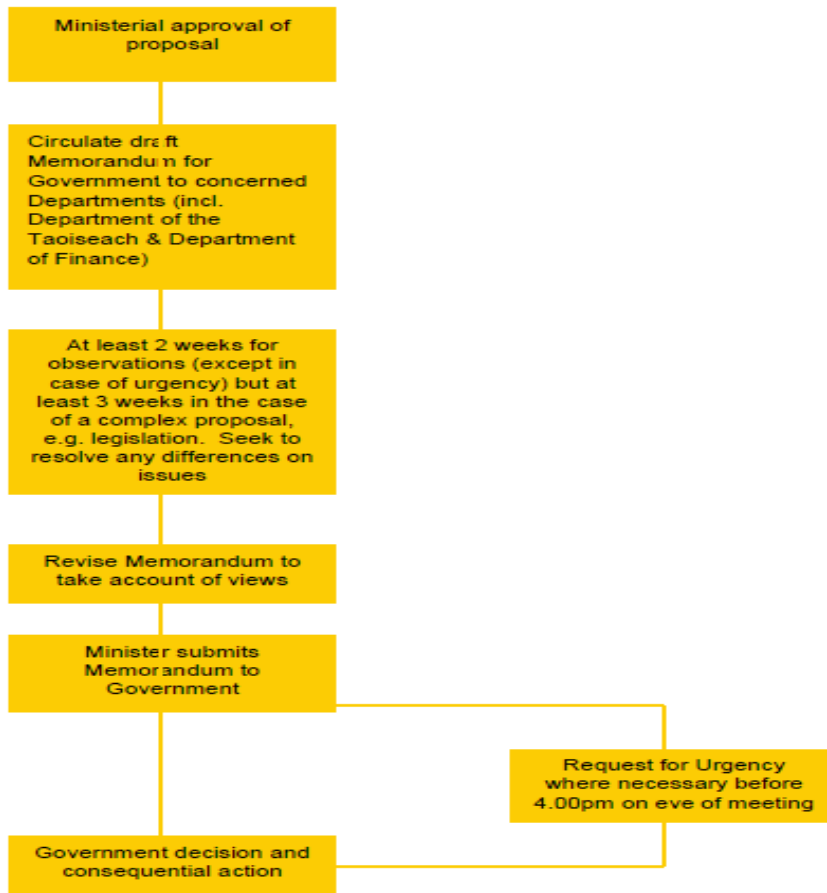 Ministerial approval of
proposal
Circulate draft
Memorandum for
Government to concerned
Departments (incl.
Department of the
Taoiseach & Department
of Finance)
At least 2 weeks for
observations (except in
case of urgency) but at
least 3 weeks in the case
of a complex proposal,
e.g. legislation.  Seek to
resolve any differences on
issues
Revise Memorandum to
take account of views
Minister submits
Memorandum to
Government
Request for Urgency
where necessary before
4.00pm on eve of meeting
Government decision and
consequential action